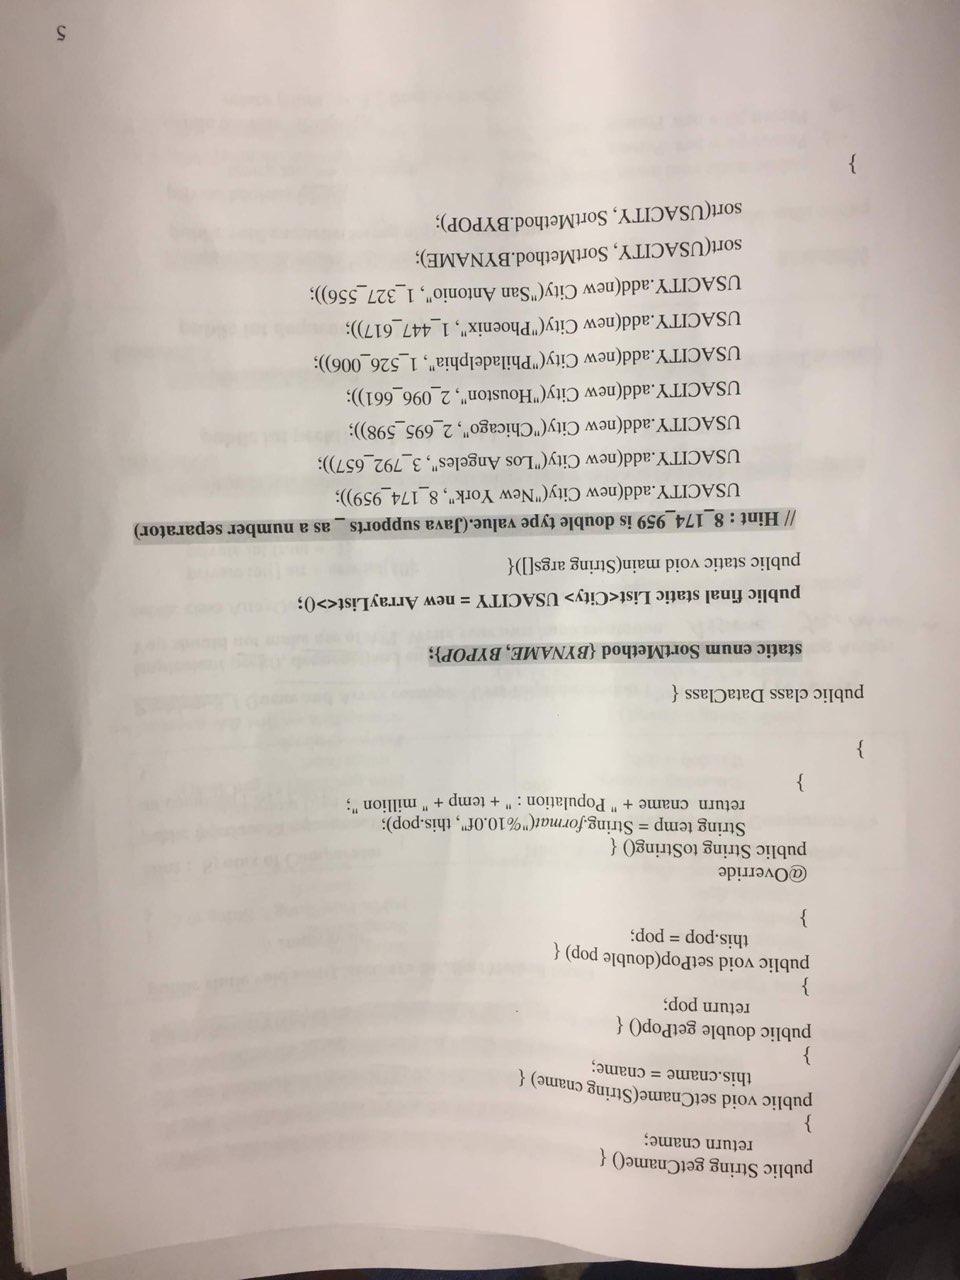 public String getCname() {
return cname;
}
public void setCname(String cname) {
this.cname = cname;
}
public double getPop() {
return pop;
}
public void setPop(double pop) {
this.pop = pop;
}
@Override
public String toString() {
String temp = String.format("%10.0f", this.pop);
return cname + " Population : " + temp + " million ";
}
}
public class DataClass {
static enum SortMethod {BYNAME, BYPOP};
public final static List<City> USACITY = new ArrayList<>();
public static void main(String args[]){
// Hint : 8_174_959 is double type value.(Java supports _ as a number separator)
USACITY.add(new City("New York", 8_174_959));
USACITY.add(new City("Los Angeles", 3_792_657));
USACITY.add(new City("Chicago", 2_695_598));
USACITY.add(new City("Houston", 2_096_661));
USACITY.add(new City("Philadelphia", 1_526_006));
USACITY.add(new City("Phoenix", 1_447_617));
USACITY.add(new City("San Antonio", 1_327_556));
sort(USACITY, SortMethod.BYNAME);
sort(USACITY, SortMethod.BYPOP);
}
5